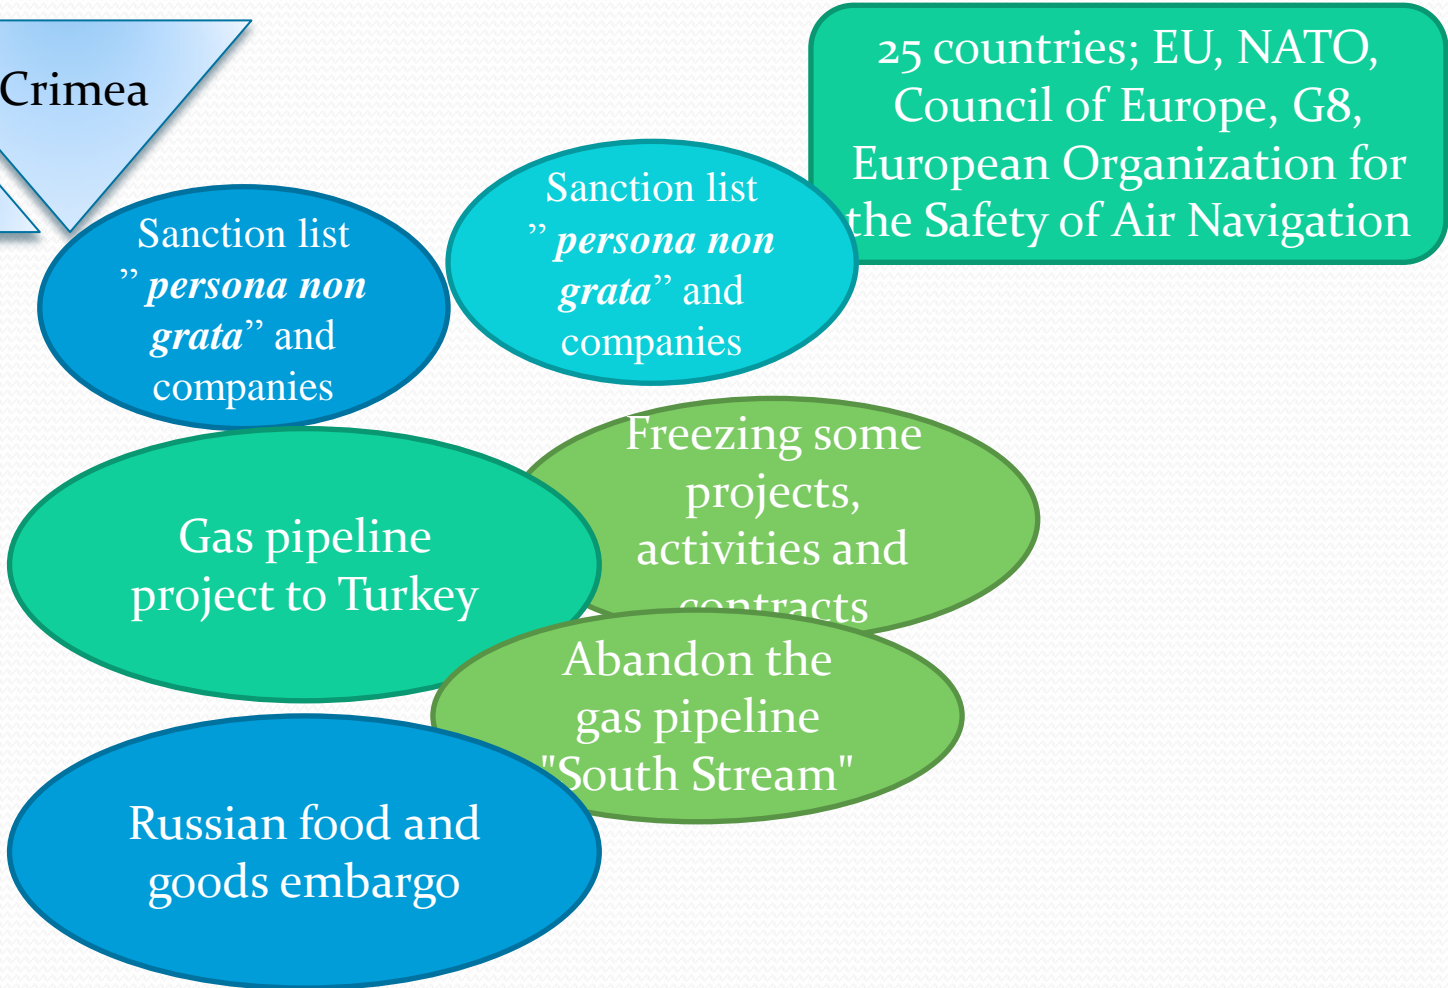 Crimea
25 countries; EU, NATO,
Council of Europe, G8,
European Organization for
the Safety of Air Navigation
Sanction list
” persona non
grata” and
companies
Sanction list
” persona non
grata” and
companies
Freezing some
projects,
activities and
contracts
Gas pipeline
project to Turkey
Abandon the
gas pipeline
"South Stream"
Russian food and
goods embargo